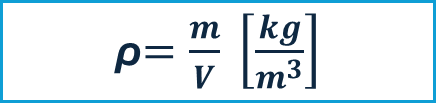 ρ = m/V [kg/m³]